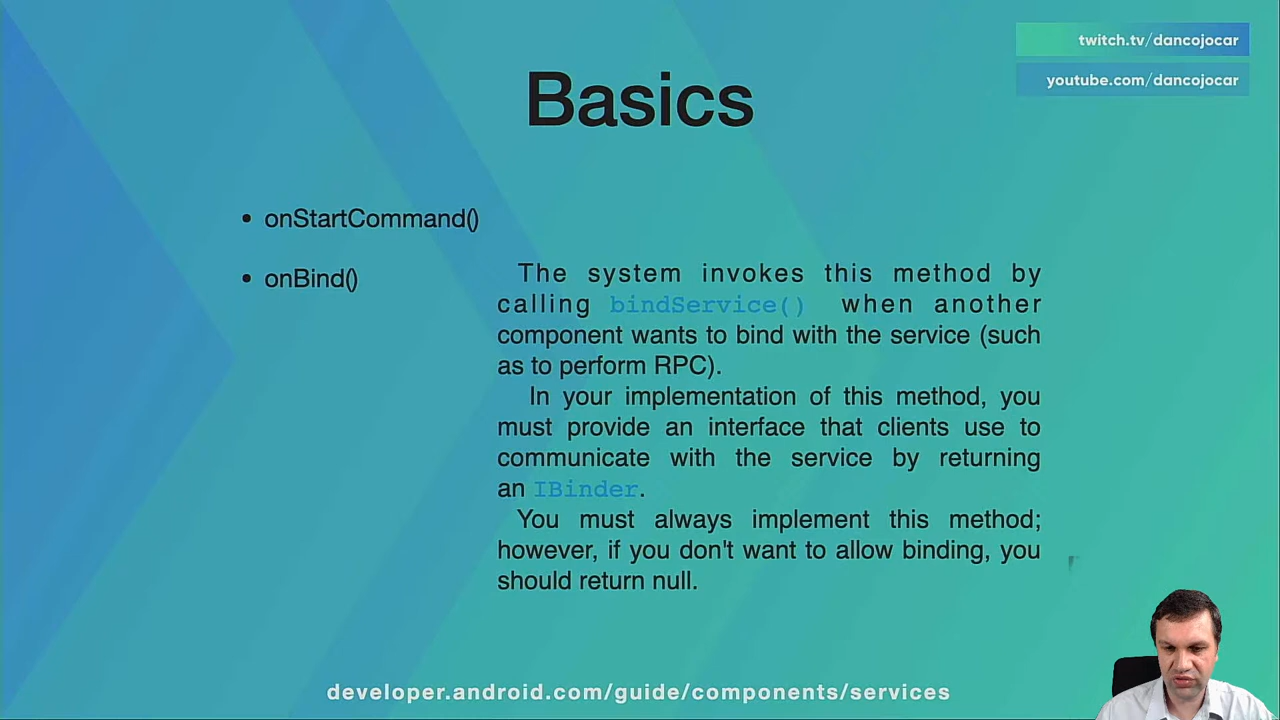 twitch.tv/dancojocar
youtube.com/dancojocar
Basics
• onStartCommand()
• onBind()
The system invokes this method by
calling bindService() when another
component wants to bind with the service (such
as to perform RPC).
In your implementation of this method, you
must provide an interface that clients use to
communicate with the service by returning
an IBinder.
You must always implement this method;
however, if you don't want to allow binding, you
should return null.
developer.android.com/guide/components/services